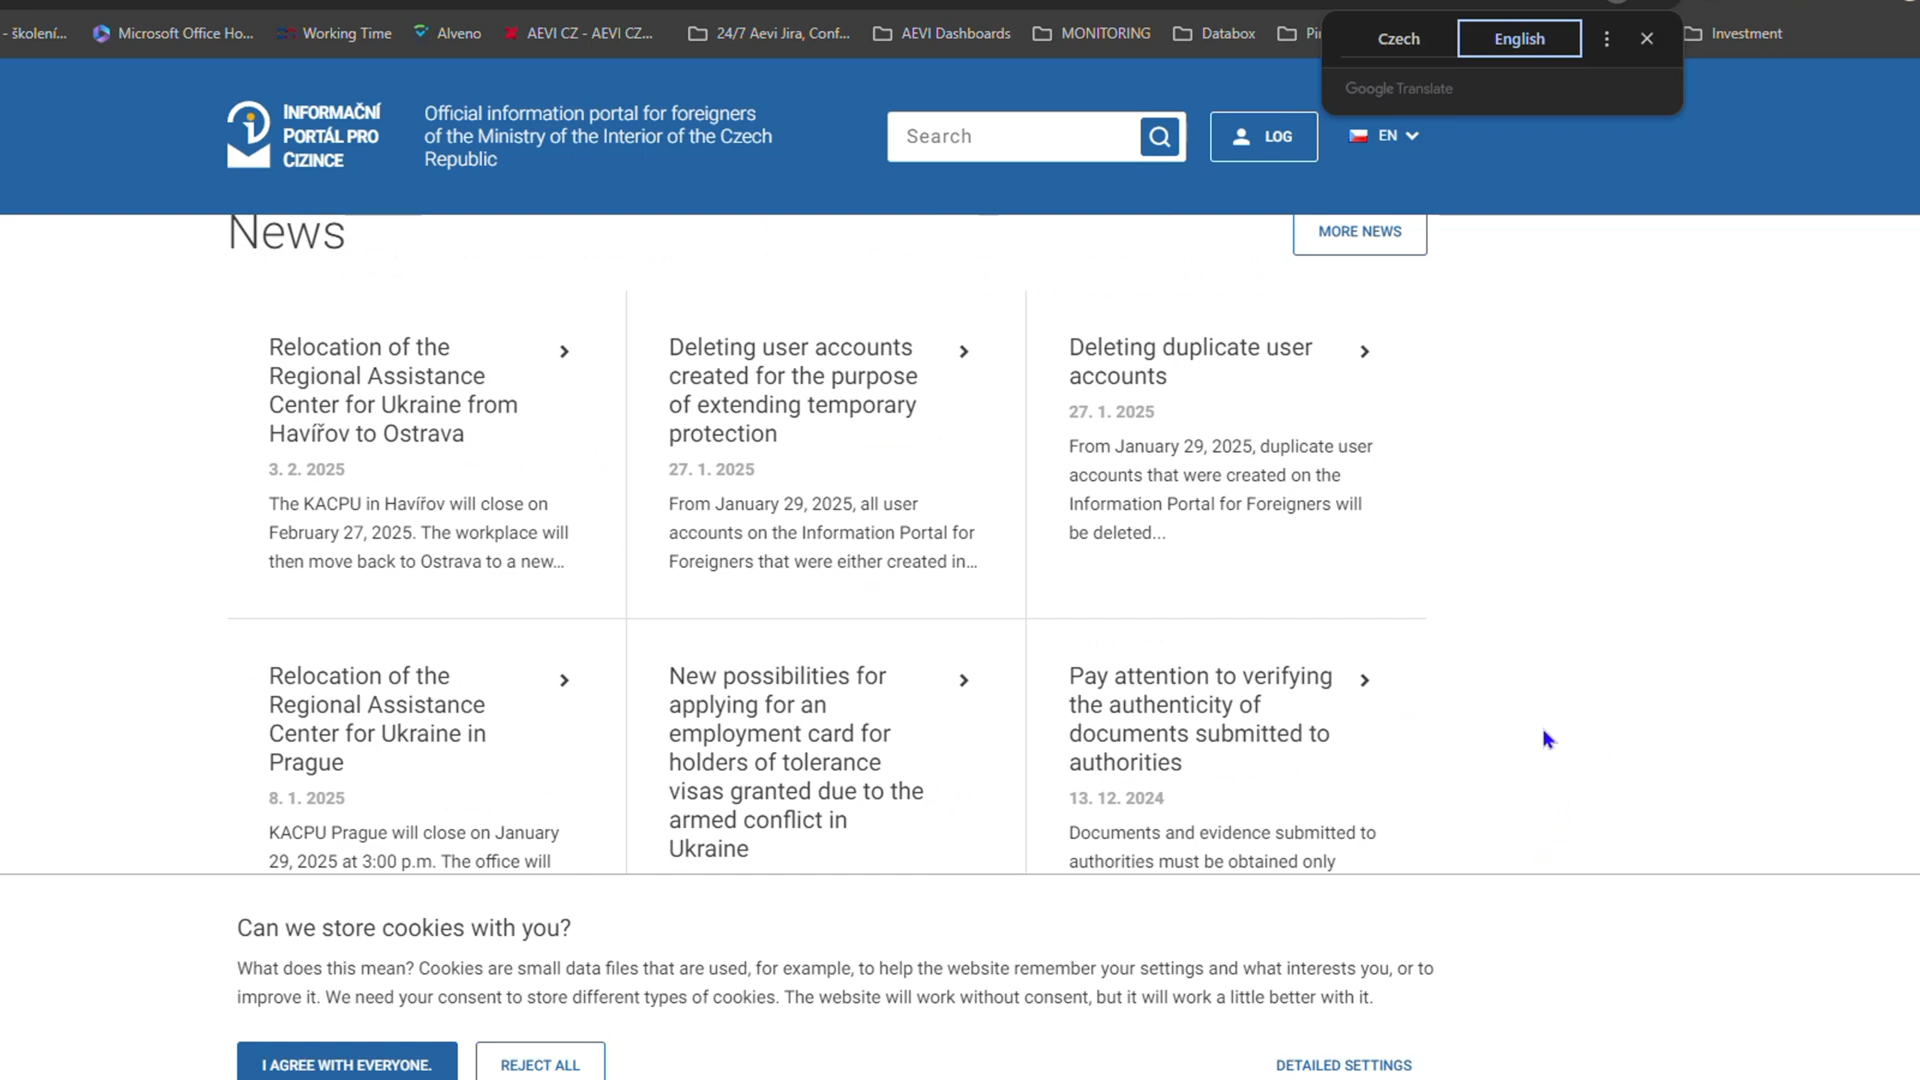 - školení...
Microsoft Office Ho...
Working Time
Alveno
AEVI CZ - AEVI CZ...
24/7 Aevi Jira, Conf...
AEVI Dashboards
MONITORING
Databox
Investment
Czech
English
Google Translate
INFORMAČNÍ
PORTÁL PRO
CIZINCE
Official information portal for foreigners
of the Ministry of the Interior of the Czech
Republic
Search
LOG
EN
News
MORE NEWS
Relocation of the
Regional Assistance
Center for Ukraine from
Havířov to Ostrava
3. 2. 2025
The KACPU in Havířov will close on
February 27, 2025. The workplace will
then move back to Ostrava to a new...
Deleting user accounts
created for the purpose
of extending temporary
protection
27. 1. 2025
From January 29, 2025, all user
accounts on the Information Portal for
Foreigners that were either created in...
Deleting duplicate user
accounts
27. 1. 2025
From January 29, 2025, duplicate user
accounts that were created on the
Information Portal for Foreigners will
be deleted...
Relocation of the
Regional Assistance
Center for Ukraine in
Prague
8. 1. 2025
KACPU Prague will close on January
29, 2025 at 3:00 p.m. The office will
New possibilities for
applying for an
employment card for
holders of tolerance
visas granted due to the
armed conflict in
Ukraine
Pay attention to verifying
the authenticity of
documents submitted to
authorities
13. 12. 2024
Documents and evidence submitted to
authorities must be obtained only
Can we store cookies with you?
What does this mean? Cookies are small data files that are used, for example, to help the website remember your settings and what interests you, or to
improve it. We need your consent to store different types of cookies. The website will work without consent, but it will work a little better with it.
I AGREE WITH EVERYONE.
REJECT ALL
DETAILED SETTINGS